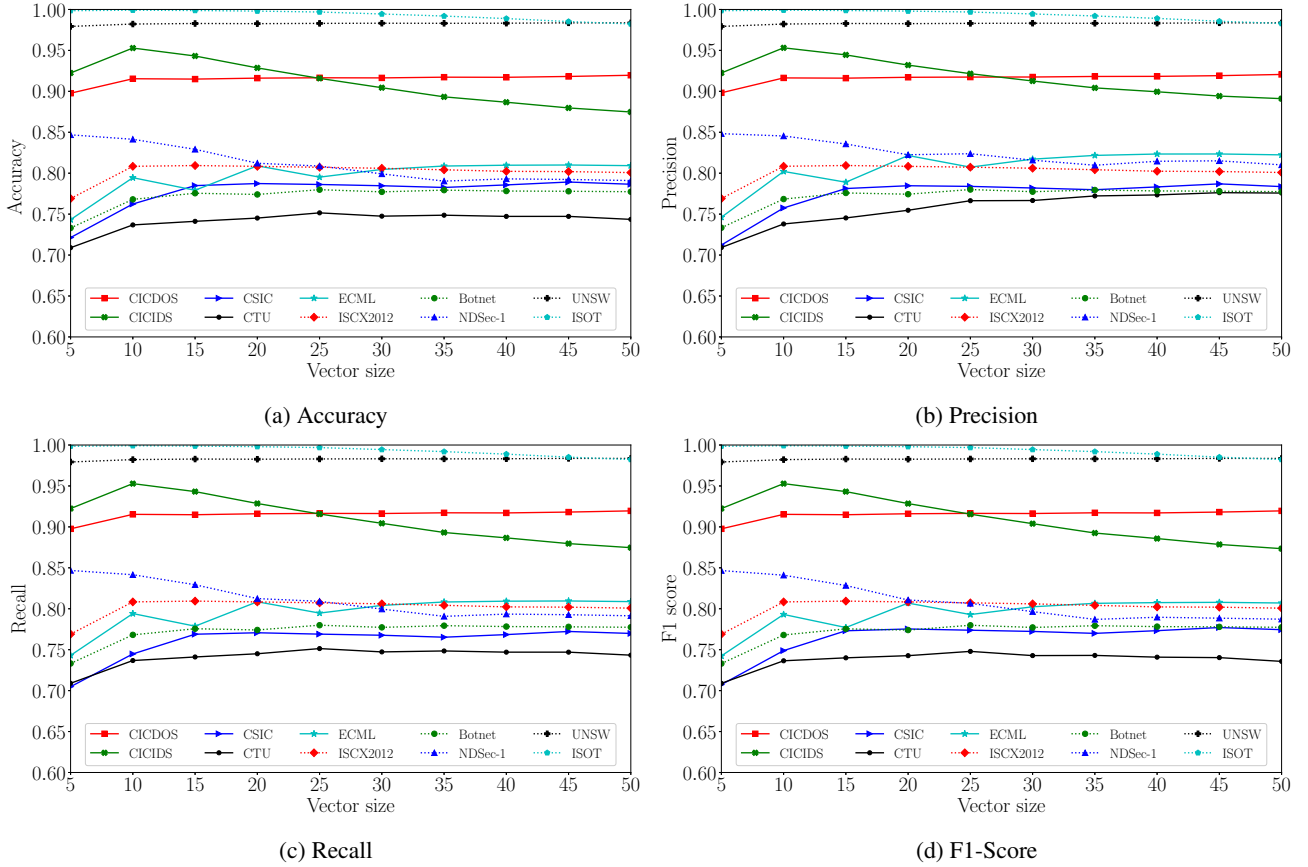 1.00
0.95
0.90
0.85
0.80
0.75
0.70
0.65
0.60
Accuracy
CICDOS CSIC ECML Botnet UNSW
CICIDS CTU ISCX2012 NDSec-1 ISOT
5 10 15 20 25 30 35 40 45 50
Vector size
(a) Accuracy
1.00
0.95
0.90
0.85
0.80
0.75
0.70
0.65
0.60
Precision
CICDOS CSIC ECML Botnet UNSW
CICIDS CTU ISCX2012 NDSec-1 ISOT
5 10 15 20 25 30 35 40 45 50
Vector size
(b) Precision
1.00
0.95
0.90
0.85
0.80
0.75
0.70
0.65
0.60
Recall
CICDOS CSIC ECML Botnet UNSW
CICIDS CTU ISCX2012 NDSec-1 ISOT
5 10 15 20 25 30 35 40 45 50
Vector size
(c) Recall
1.00
0.95
0.90
0.85
0.80
0.75
0.70
0.65
0.60
F1 score
CICDOS CSIC ECML Botnet UNSW
CICIDS CTU ISCX2012 NDSec-1 ISOT
5 10 15 20 25 30 35 40 45 50
Vector size
(d) F1-Score